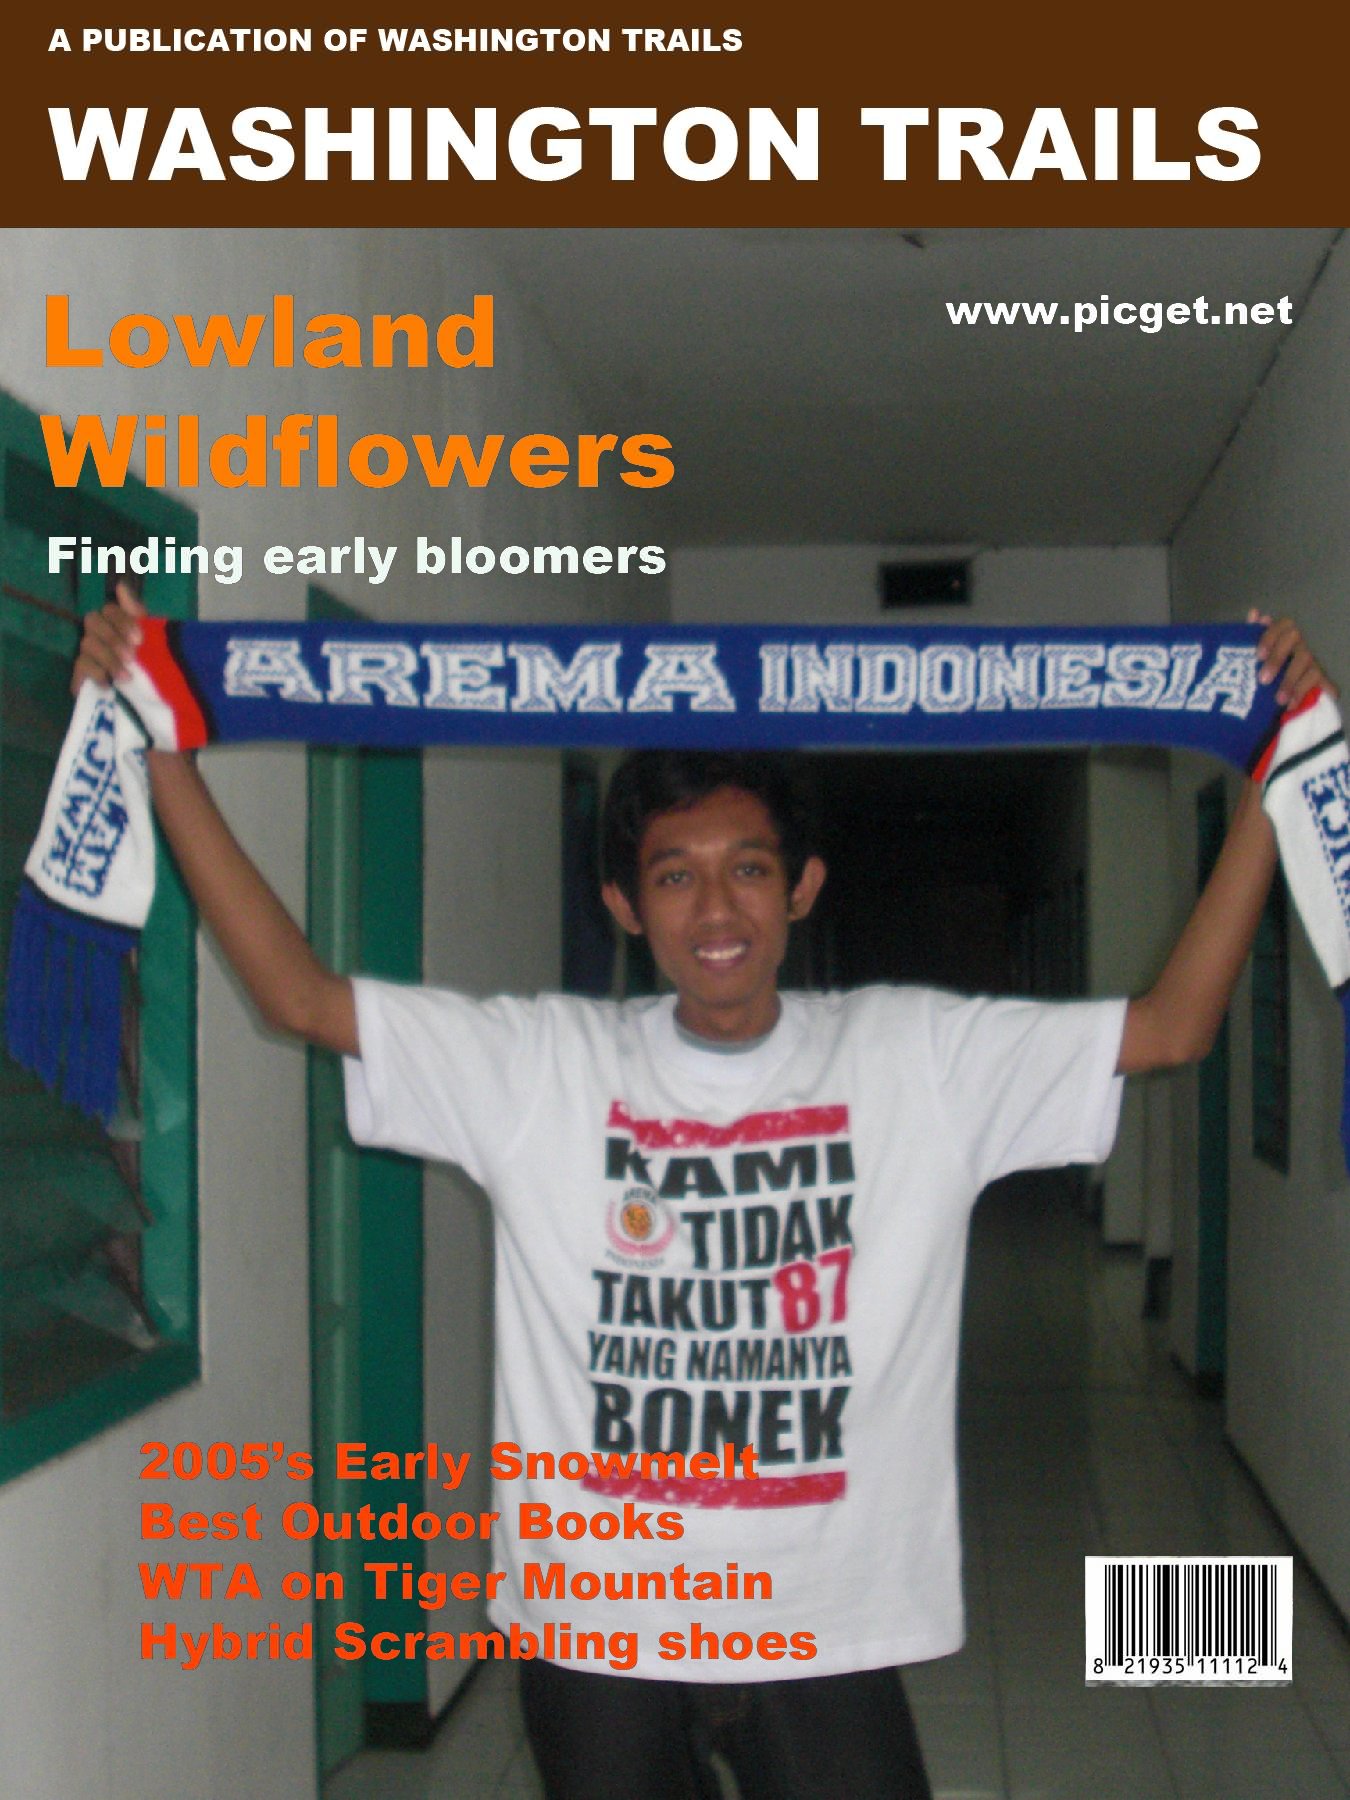 A PUBLICATION OF WASHINGTON TRAILS
WASHINGTON TRAILS
Lowland
Wildflowers
www.picget.net
Finding early bloomers
AREMA INDONESIA
KAMI
TIDAK
TAKUT 87
YANG NAMANYA
BONEK
2005’s Early Snowmelt
Best Outdoor Books
WTA on Tiger Mountain
Hybrid Scrambling shoes
8 21935 11112 4